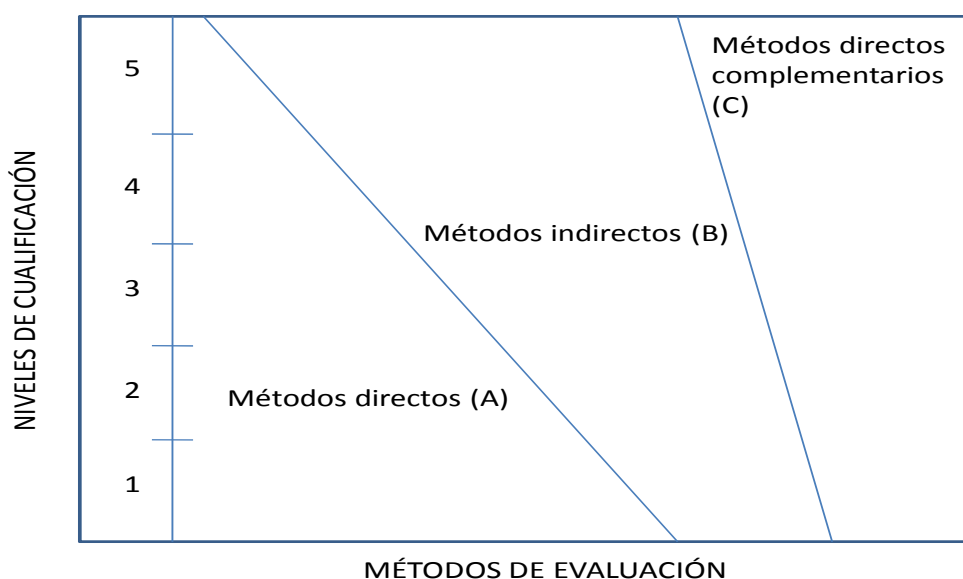 NIVELES DE CUALIFICACIÓN
5
4
3
2
1
Métodos directos
complementarios
(C)
Métodos indirectos (B)
Métodos directos (A)
MÉTODOS DE EVALUACIÓN